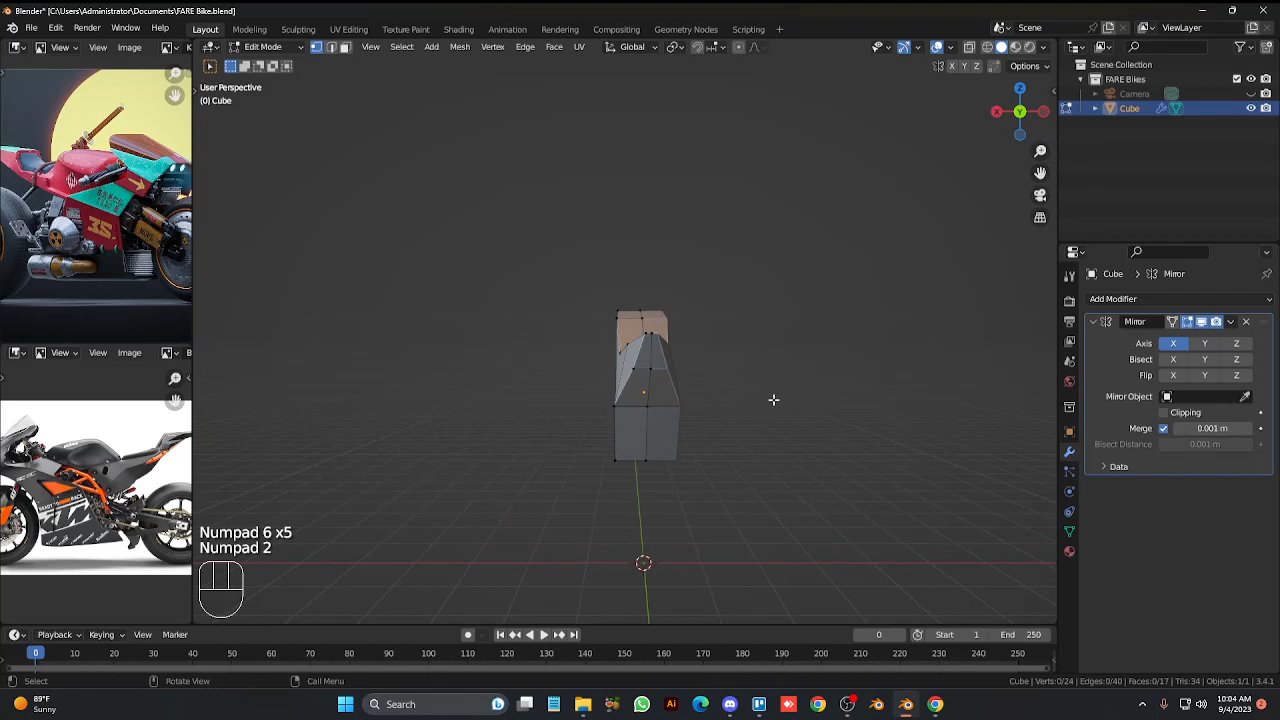 Blender* [C:\Users\Administrator\Documents\FARE Bike.blend]
File Edit Render Window Help
Layout Modeling Sculpting UV Editing Texture Paint Shading Animation Rendering Compositing Geometry Nodes Scripting +
Scene
ViewLayer
View View Image
Edit Mode View Select Add Mesh Vertex Edge Face UV
Global
X Y Z Options
User Perspective
(0) Cube
Z
X
Y
Numpad 6 x5
Numpad 2
View View Image
35
Scene Collection
FARE Bikes
Camera
Cube
Cube Mirror
Add Modifier
Mirror
Axis X Y Z
Bisect X Y Z
Flip X Y Z
Mirror Object
Clipping
Merge 0.001 m
Bisect Distance 0.001 m
Data
Playback Keying View Marker
0 Start 1 End 250
0 10 20 30 40 50 60 70 80 90 100 110 120 130 140 150 160 170 180 190 200 210 220 230 240 250
Select Rotate View Call Menu
Cube | Verts:0/24 | Edges:0/40 | Faces:0/17 | Tris:34 | Objects:1/1 | 3.4.1
89°F
Sunny
Search
10:04 AM
9/4/2023